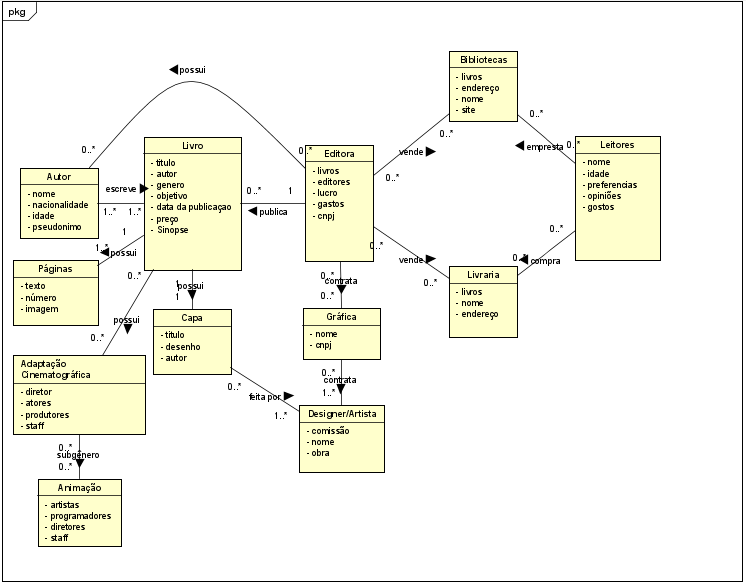 pkg
possui
Bibliotecas
- livros
- endereço
- nome
- site
0..*
0..*
0..*
0..*
0..*
0..*
vende
empresta
Livro
- titulo
- autor
- genero
- objetivo
- data da publicaçao
- preço
- Sinopse
Editora
- livros
- editores
- lucro
- gastos
- cnpj
Leitores
- nome
- idade
- preferencias
- opiniões
- gostos
Autor
- nome
- nacionalidade
- idade
- pseudonimo
escreve
1..*
1..*
0..*
1
publica
1
1..*
possui
Páginas
- texto
- número
- imagem
0..*
vende
0..*
0..*
0..*
compra
Livraria
- livros
- nome
- endereço
0..*
possui
0..*
1
possui
1
0..*
contrata
0..*
Capa
- titulo
- desenho
- autor
Gráfica
- nome
- cnpj
Adaptação
Cinematográfica
- diretor
- atores
- produtores
- staff
0..*
feita por
1..*
0..*
contrata
1..*
Designer/Artista
- comissão
- nome
- obra
0..*
subgênero
0..*
Animação
- artistas
- programadores
- diretores
- staff